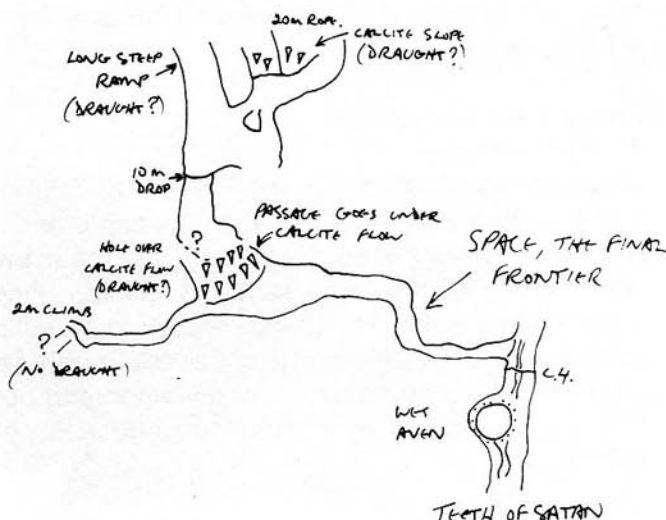 20m ROPE.
CALCITE SLOPE
(DRAUGHT?)
LONG STEEP
RAMP
(DRAUGHT?)
10m
DROP
PASSAGE GOES UNDER
CALCITE FLOW
?
HOLE OVER
CALCITE FLOW
(DRAUGHT?)
SPACE, THE FINAL
FRONTIER
2M CLIMB
?
(NO DRAUGHT)
C.4.
WET
AVEN
TEETH OF SATAN